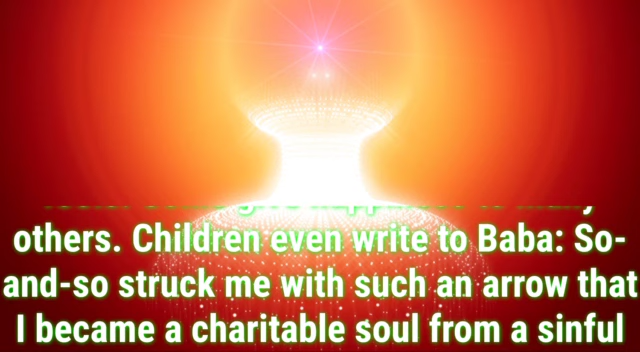 others. Children even write to Baba: So-
and-so struck me with such an arrow that
I became a charitable soul from a sinful